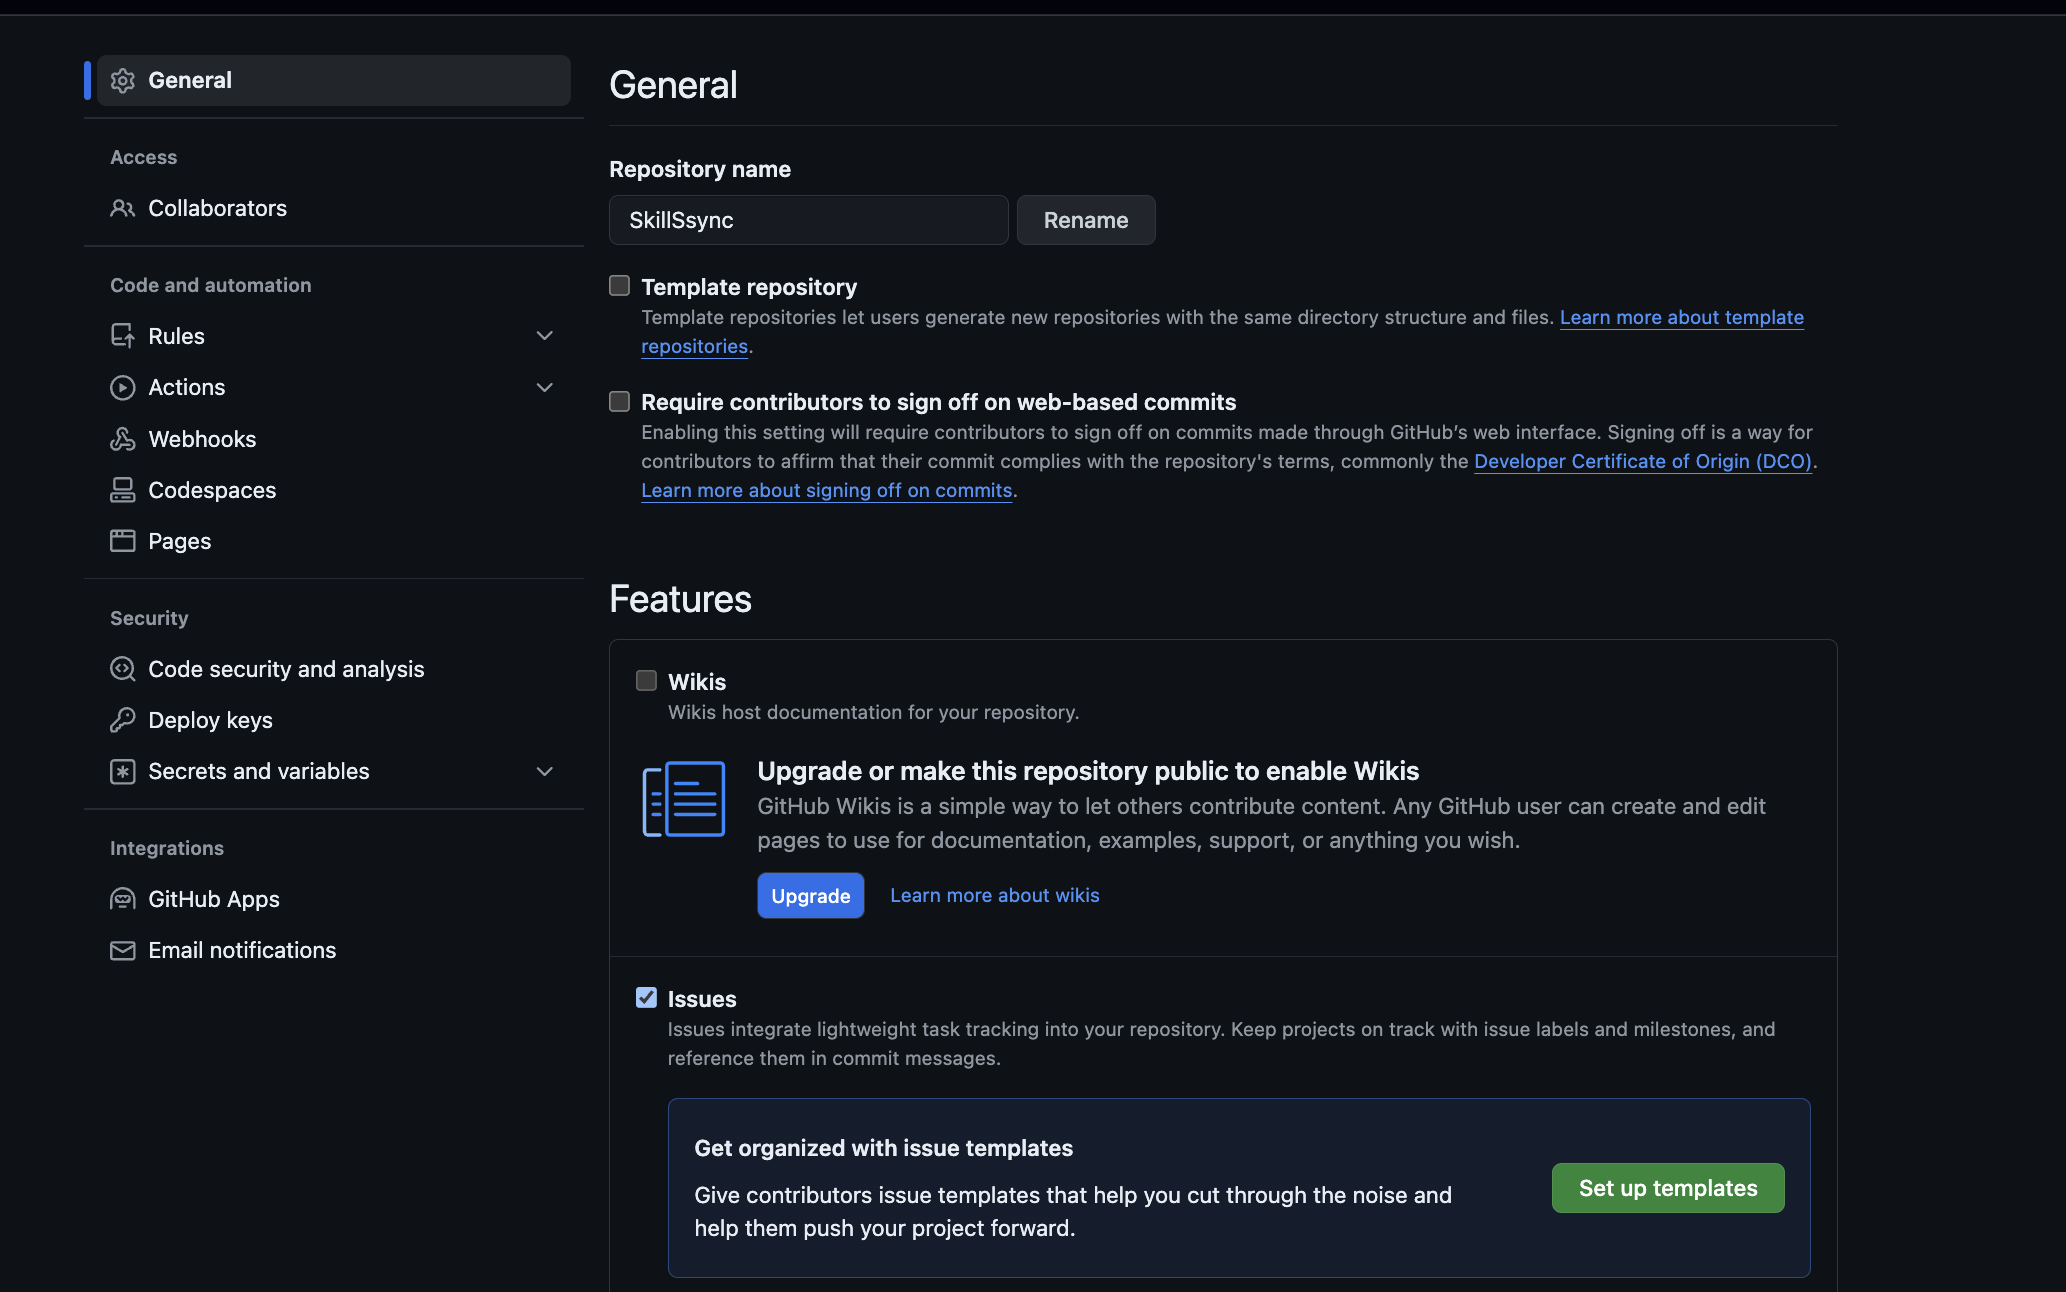 General
Access
Collaborators
Code and automation
Rules
Actions
Webhooks
Codespaces
Pages
Security
Code security and analysis
Deploy keys
Secrets and variables
Integrations
GitHub Apps
Email notifications
General
Repository name
SkillSsync
Rename
Template repository
Template repositories let users generate new repositories with the same directory structure and files. Learn more about template
repositories.
Require contributors to sign off on web-based commits
Enabling this setting will require contributors to sign off on commits made through GitHub’s web interface. Signing off is a way for
contributors to affirm that their commit complies with the repository's terms, commonly the Developer Certificate of Origin (DCO).
Learn more about signing off on commits.
Features
Wikis
Wikis host documentation for your repository.
Upgrade or make this repository public to enable Wikis
GitHub Wikis is a simple way to let others contribute content. Any GitHub user can create and edit
pages to use for documentation, examples, support, or anything you wish.
Upgrade
Learn more about wikis
Issues
Issues integrate lightweight task tracking into your repository. Keep projects on track with issue labels and milestones, and
reference them in commit messages.
Get organized with issue templates
Give contributors issue templates that help you cut through the noise and
help them push your project forward.
Set up templates